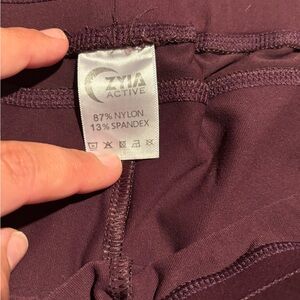 ZYIA
ACTIVE
87% NYLON
13% SPANDEX